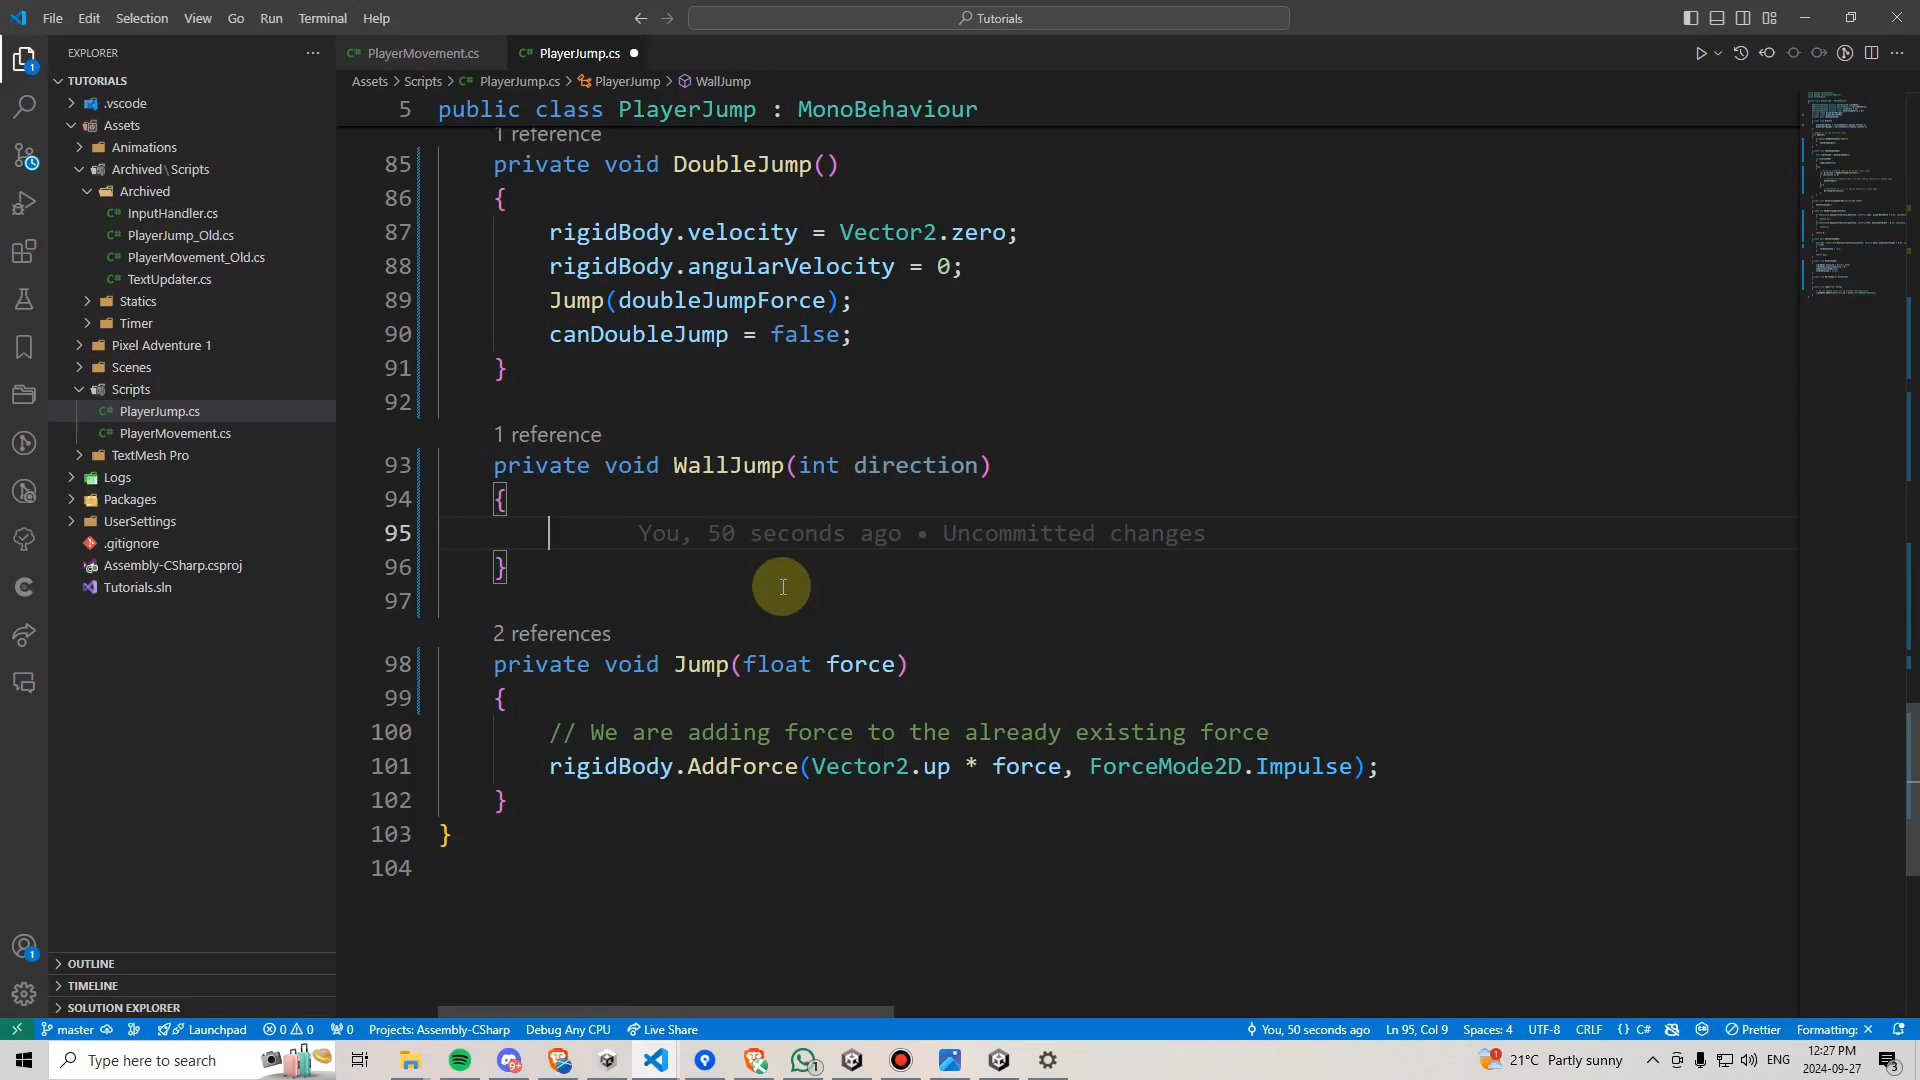 File Edit Selection View Go Run Terminal Help
Tutorials
EXPLORER
TUTORIALS
.vscode
Assets
Animations
Archived\Scripts
Archived
InputHandler.cs
PlayerJump_Old.cs
PlayerMovement_Old.cs
TextUpdater.cs
Statics
Timer
Pixel Adventure 1
Scenes
Scripts
PlayerJump.cs
PlayerMovement.cs
TextMesh Pro
Logs
Packages
UserSettings
.gitignore
Assembly-CSharp.csproj
Tutorials.sln
OUTLINE
TIMELINE
SOLUTION EXPLORER
PlayerMovement.cs PlayerJump.cs
Assets > Scripts > PlayerJump.cs > PlayerJump > WallJump
5 public class PlayerJump : MonoBehaviour
1 reference
85 private void DoubleJump()
86 {
87 rigidBody.velocity = Vector2.zero;
88 rigidBody.angularVelocity = 0;
89 Jump(doubleJumpForce);
90 canDoubleJump = false;
91 }
92
1 reference
93 private void WallJump(int direction)
94 {
95 You, 50 seconds ago • Uncommitted changes
96 }
97
2 references
98 private void Jump(float force)
99 {
100 // We are adding force to the already existing force
101 rigidBody.AddForce(Vector2.up * force, ForceMode2D.Impulse);
102 }
103 }
104
master Launchpad 0 0 0 Projects: Assembly-CSharp Debug Any CPU Live Share You, 50 seconds ago Ln 95, Col 9 Spaces: 4 UTF-8 CRLF {} C# Prettier Formatting: ×
Type here to search 21°C Partly sunny ENG 12:27 PM
2024-09-27